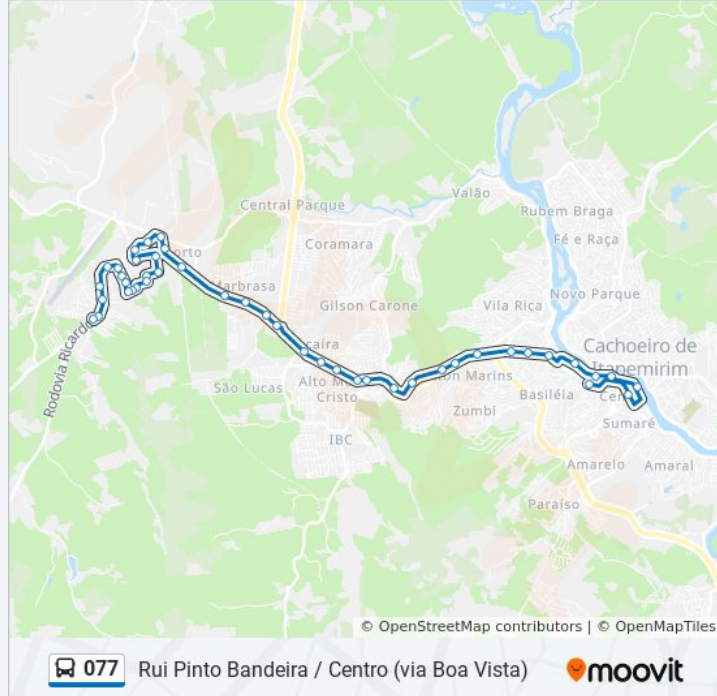 Valão
Central Parque
Rubem Braga
Coramara
Fé e Raça
Marbrasa
Novo Parque
Gilson Carone
Vila Rica
Cachoeiro de
Itapemirim
Rodovia Ricardo
São Lucas
Alto
Cristo
Basiléia
Zumbi
Sumaré
IBC
Amarelo
Amaral
Paraíso
© OpenStreetMap contributors | © OpenMapTiles
077 Rui Pinto Bandeira / Centro (via Boa Vista) moovit